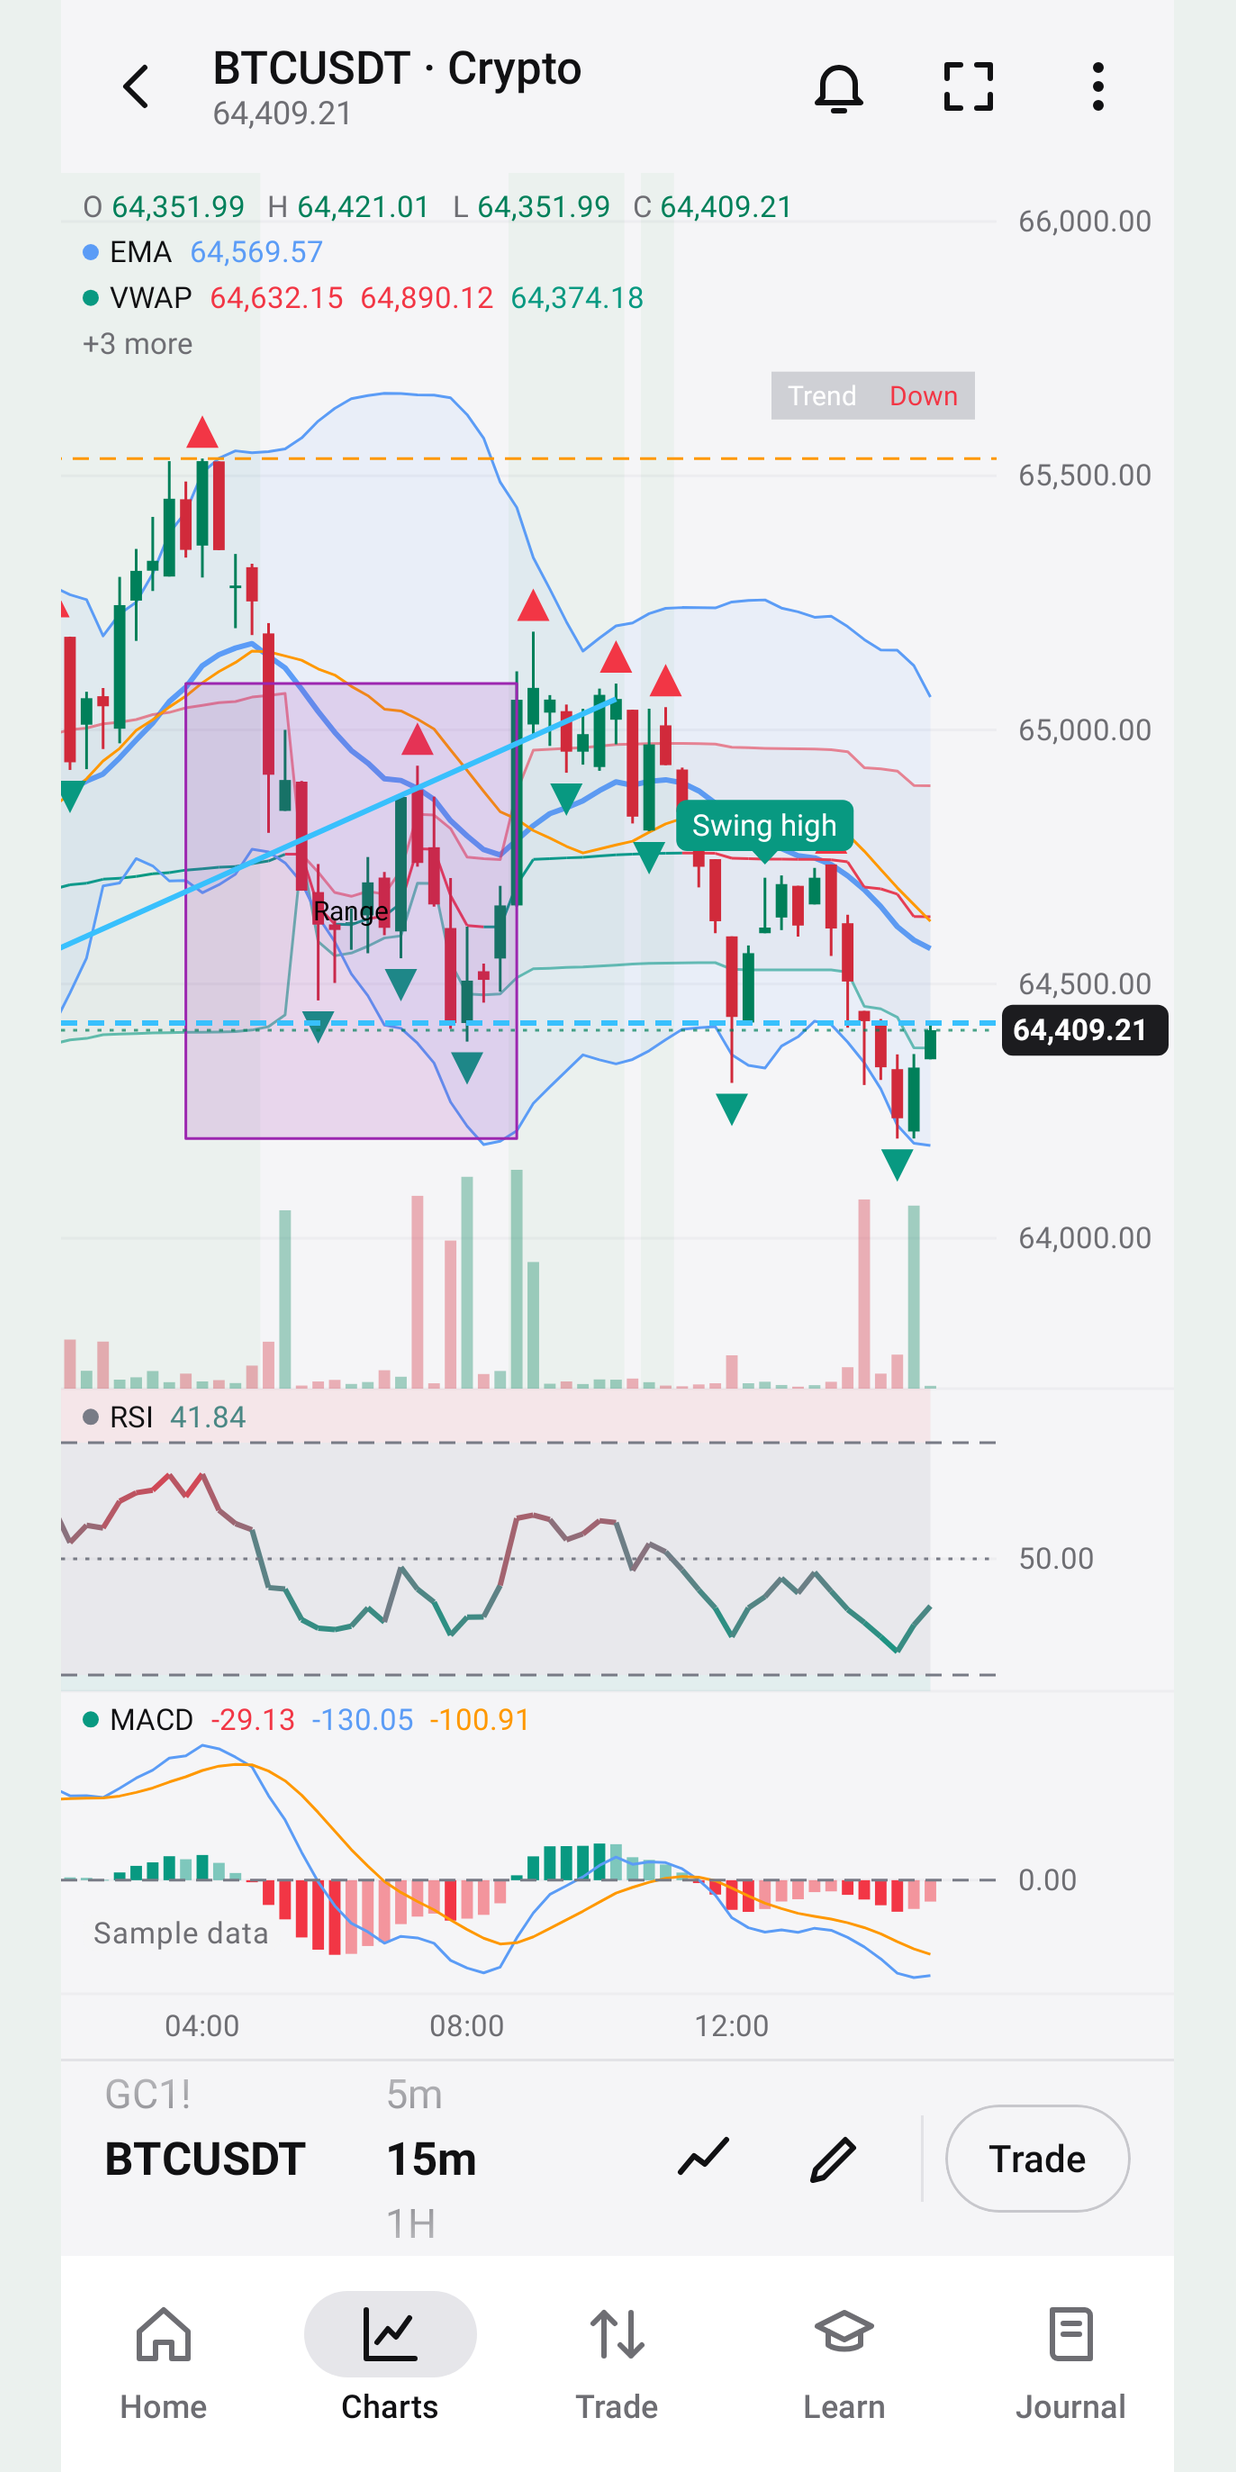 BTCUSDT · Crypto
64,409.21
O 64,351.99 H 64,421.01 L 64,351.99 C 64,409.21
66,000.00
EMA 64,569.57
VWAP 64,632.15 64,890.12 64,374.18
+3 more
Trend Down
65,500.00
65,000.00
Swing high
Range
64,500.00
64,409.21
64,000.00
RSI 41.84
50.00
MACD -29.13 -130.05 -100.91
0.00
Sample data
04:00 08:00 12:00
GC1! 5m
BTCUSDT 15m Trade
1H
Home Charts Trade Learn Journal